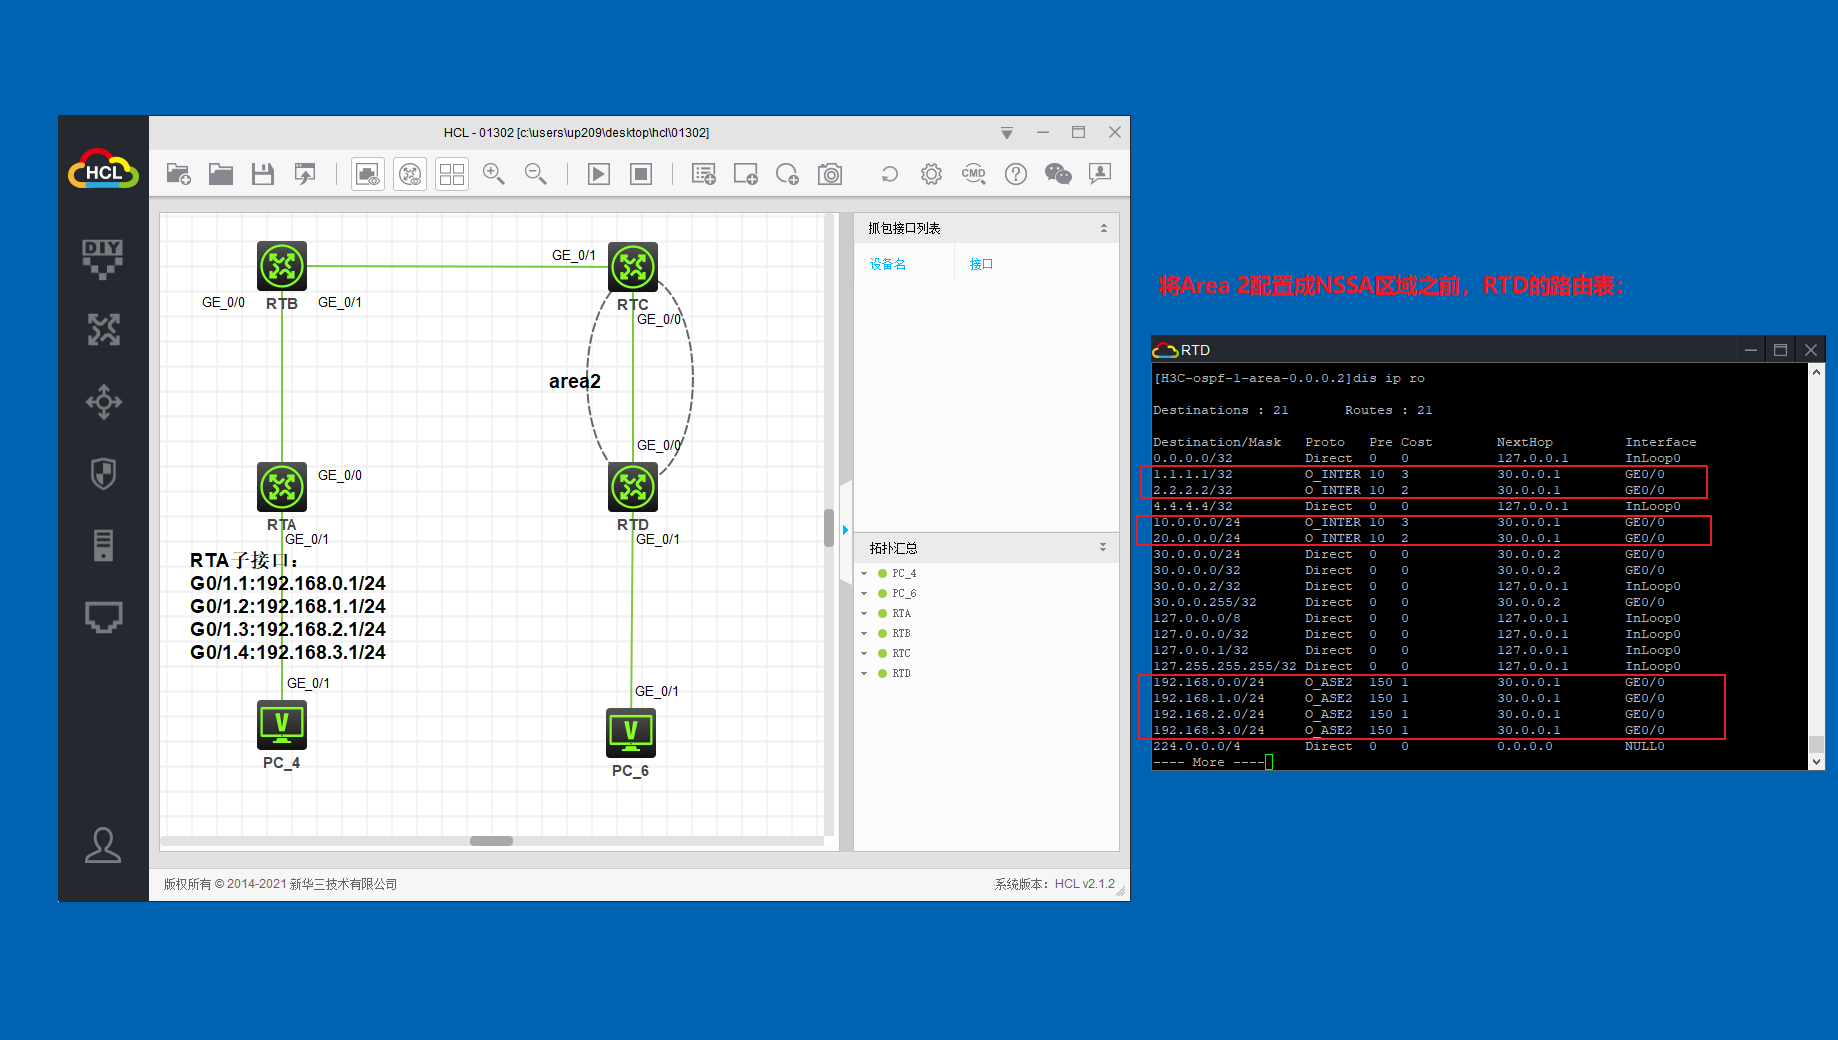 HCL - 01302 [c:\users\up209\desktop\hcl\01302]
HCL
DIY
CMD
GE_0/1
RTB
RTC
GE_0/0
GE_0/1
GE_0/0
area2
GE_0/0
GE_0/0
RTA
RTD
GE_0/1
GE_0/1
RTA子接口：
G0/1.1:192.168.0.1/24
G0/1.2:192.168.1.1/24
G0/1.3:192.168.2.1/24
G0/1.4:192.168.3.1/24
GE_0/1
GE_0/1
PC_4
PC_6
抓包接口列表
设备名 接口
拓扑汇总
PC_4
PC_6
RTA
RTB
RTC
RTD
版权所有 © 2014-2021 新华三技术有限公司
系统版本：HCL v2.1.2
将Area 2配置成NSSA区域之前，RTD的路由表：
RTD
[H3C-ospf-1-area-0.0.0.2]dis ip ro
Destinations : 21 Routes : 21
Destination/Mask Proto Pre Cost NextHop Interface
0.0.0.0/32 Direct 0 0 127.0.0.1 InLoop0
1.1.1.1/32 O_INTER 10 3 30.0.0.1 GE0/0
2.2.2.2/32 O_INTER 10 2 30.0.0.1 GE0/0
4.4.4.4/32 Direct 0 0 127.0.0.1 InLoop0
10.0.0.0/24 O_INTER 10 3 30.0.0.1 GE0/0
20.0.0.0/24 O_INTER 10 2 30.0.0.1 GE0/0
30.0.0.0/24 Direct 0 0 30.0.0.2 GE0/0
30.0.0.0/32 Direct 0 0 30.0.0.2 GE0/0
30.0.0.2/32 Direct 0 0 127.0.0.1 InLoop0
30.0.0.255/32 Direct 0 0 30.0.0.2 GE0/0
127.0.0.0/8 Direct 0 0 127.0.0.1 InLoop0
127.0.0.0/32 Direct 0 0 127.0.0.1 InLoop0
127.0.0.1/32 Direct 0 0 127.0.0.1 InLoop0
127.255.255.255/32 Direct 0 0 127.0.0.1 InLoop0
192.168.0.0/24 O_ASE2 150 1 30.0.0.1 GE0/0
192.168.1.0/24 O_ASE2 150 1 30.0.0.1 GE0/0
192.168.2.0/24 O_ASE2 150 1 30.0.0.1 GE0/0
192.168.3.0/24 O_ASE2 150 1 30.0.0.1 GE0/0
224.0.0.0/4 Direct 0 0 0.0.0.0 NULL0
---- More ----